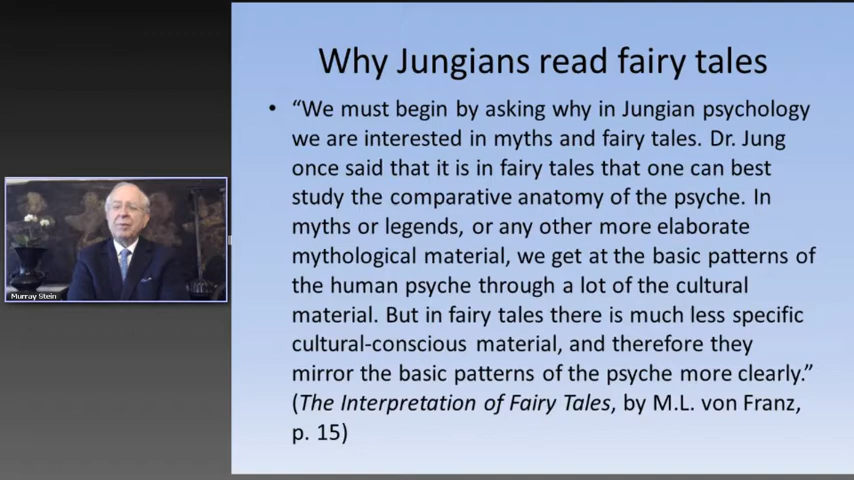 Why Jungians read fairy tales
• “We must begin by asking why in Jungian psychology
we are interested in myths and fairy tales. Dr. Jung
once said that it is in fairy tales that one can best
study the comparative anatomy of the psyche. In
myths or legends, or any other more elaborate
mythological material, we get at the basic patterns of
the human psyche through a lot of the cultural
material. But in fairy tales there is much less specific
cultural-conscious material, and therefore they
mirror the basic patterns of the psyche more clearly.”
(The Interpretation of Fairy Tales, by M.L. von Franz,
p. 15)
Murray Stein